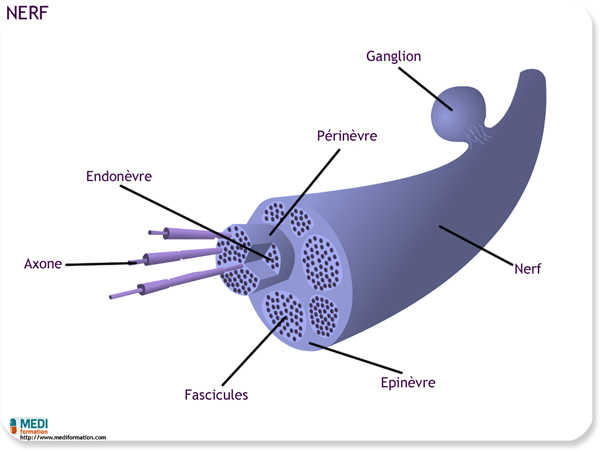 NERF
Ganglion
Périnèvre
Endonèvre
Axone
Nerf
Epinèvre
Fascicules
MEDI
formation
http://www.mediformation.com